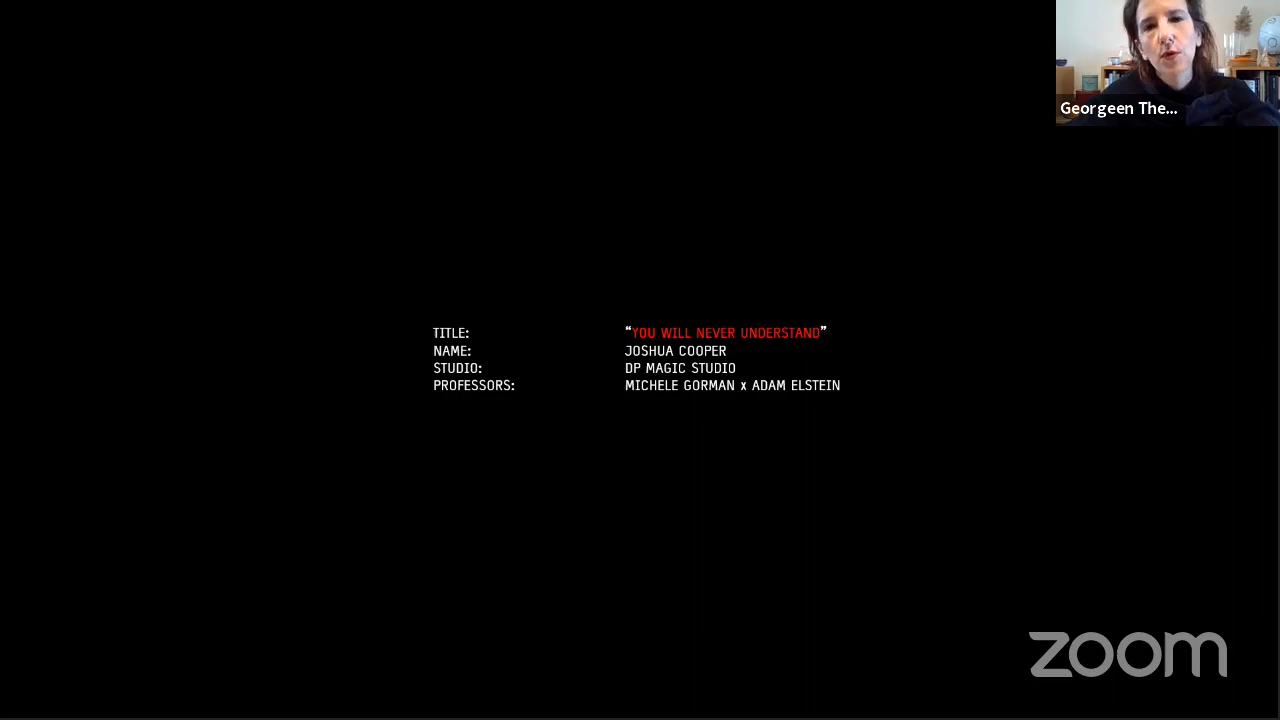 Georgeen The...
TITLE: “YOU WILL NEVER UNDERSTAND”
NAME: JOSHUA COOPER
STUDIO: DP MAGIC STUDIO
PROFESSORS: MICHELE GORMAN x ADAM ELSTEIN
zoom